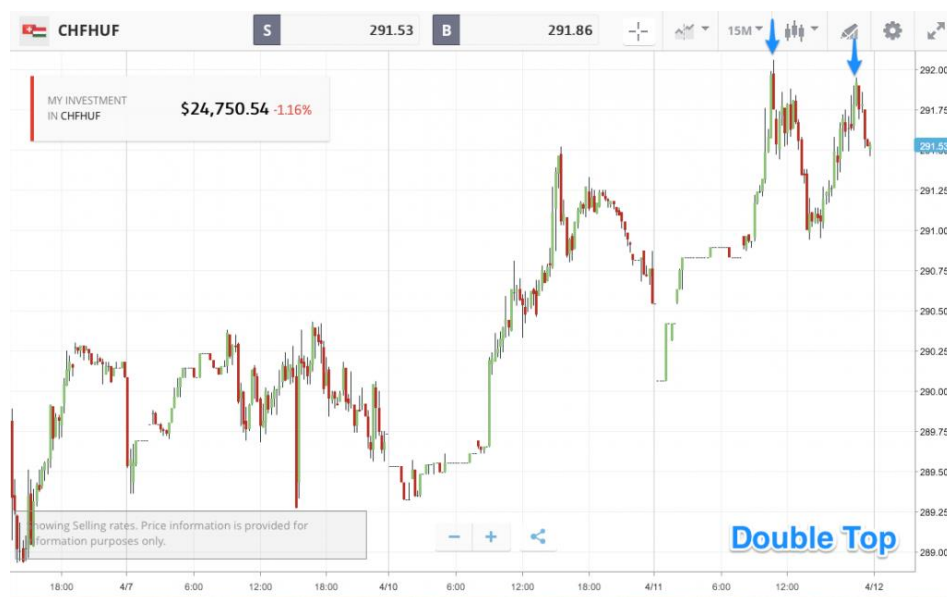 CHFHUF S 291.53 B 291.86 15M
292.00
MY INVESTMENT
IN CHFHUF
$24,750.54 -1.16%
291.75
291.53
291.25
291.00
290.75
290.50
290.25
290.00
289.75
289.50
289.25
howing Selling rates. Price information is provided for
formation purposes only.
Double Top
289.00
18:00 4/7 6:00 12:00 18:00 4/10 6:00 12:00 18:00 4/11 6:00 12:00 4/12